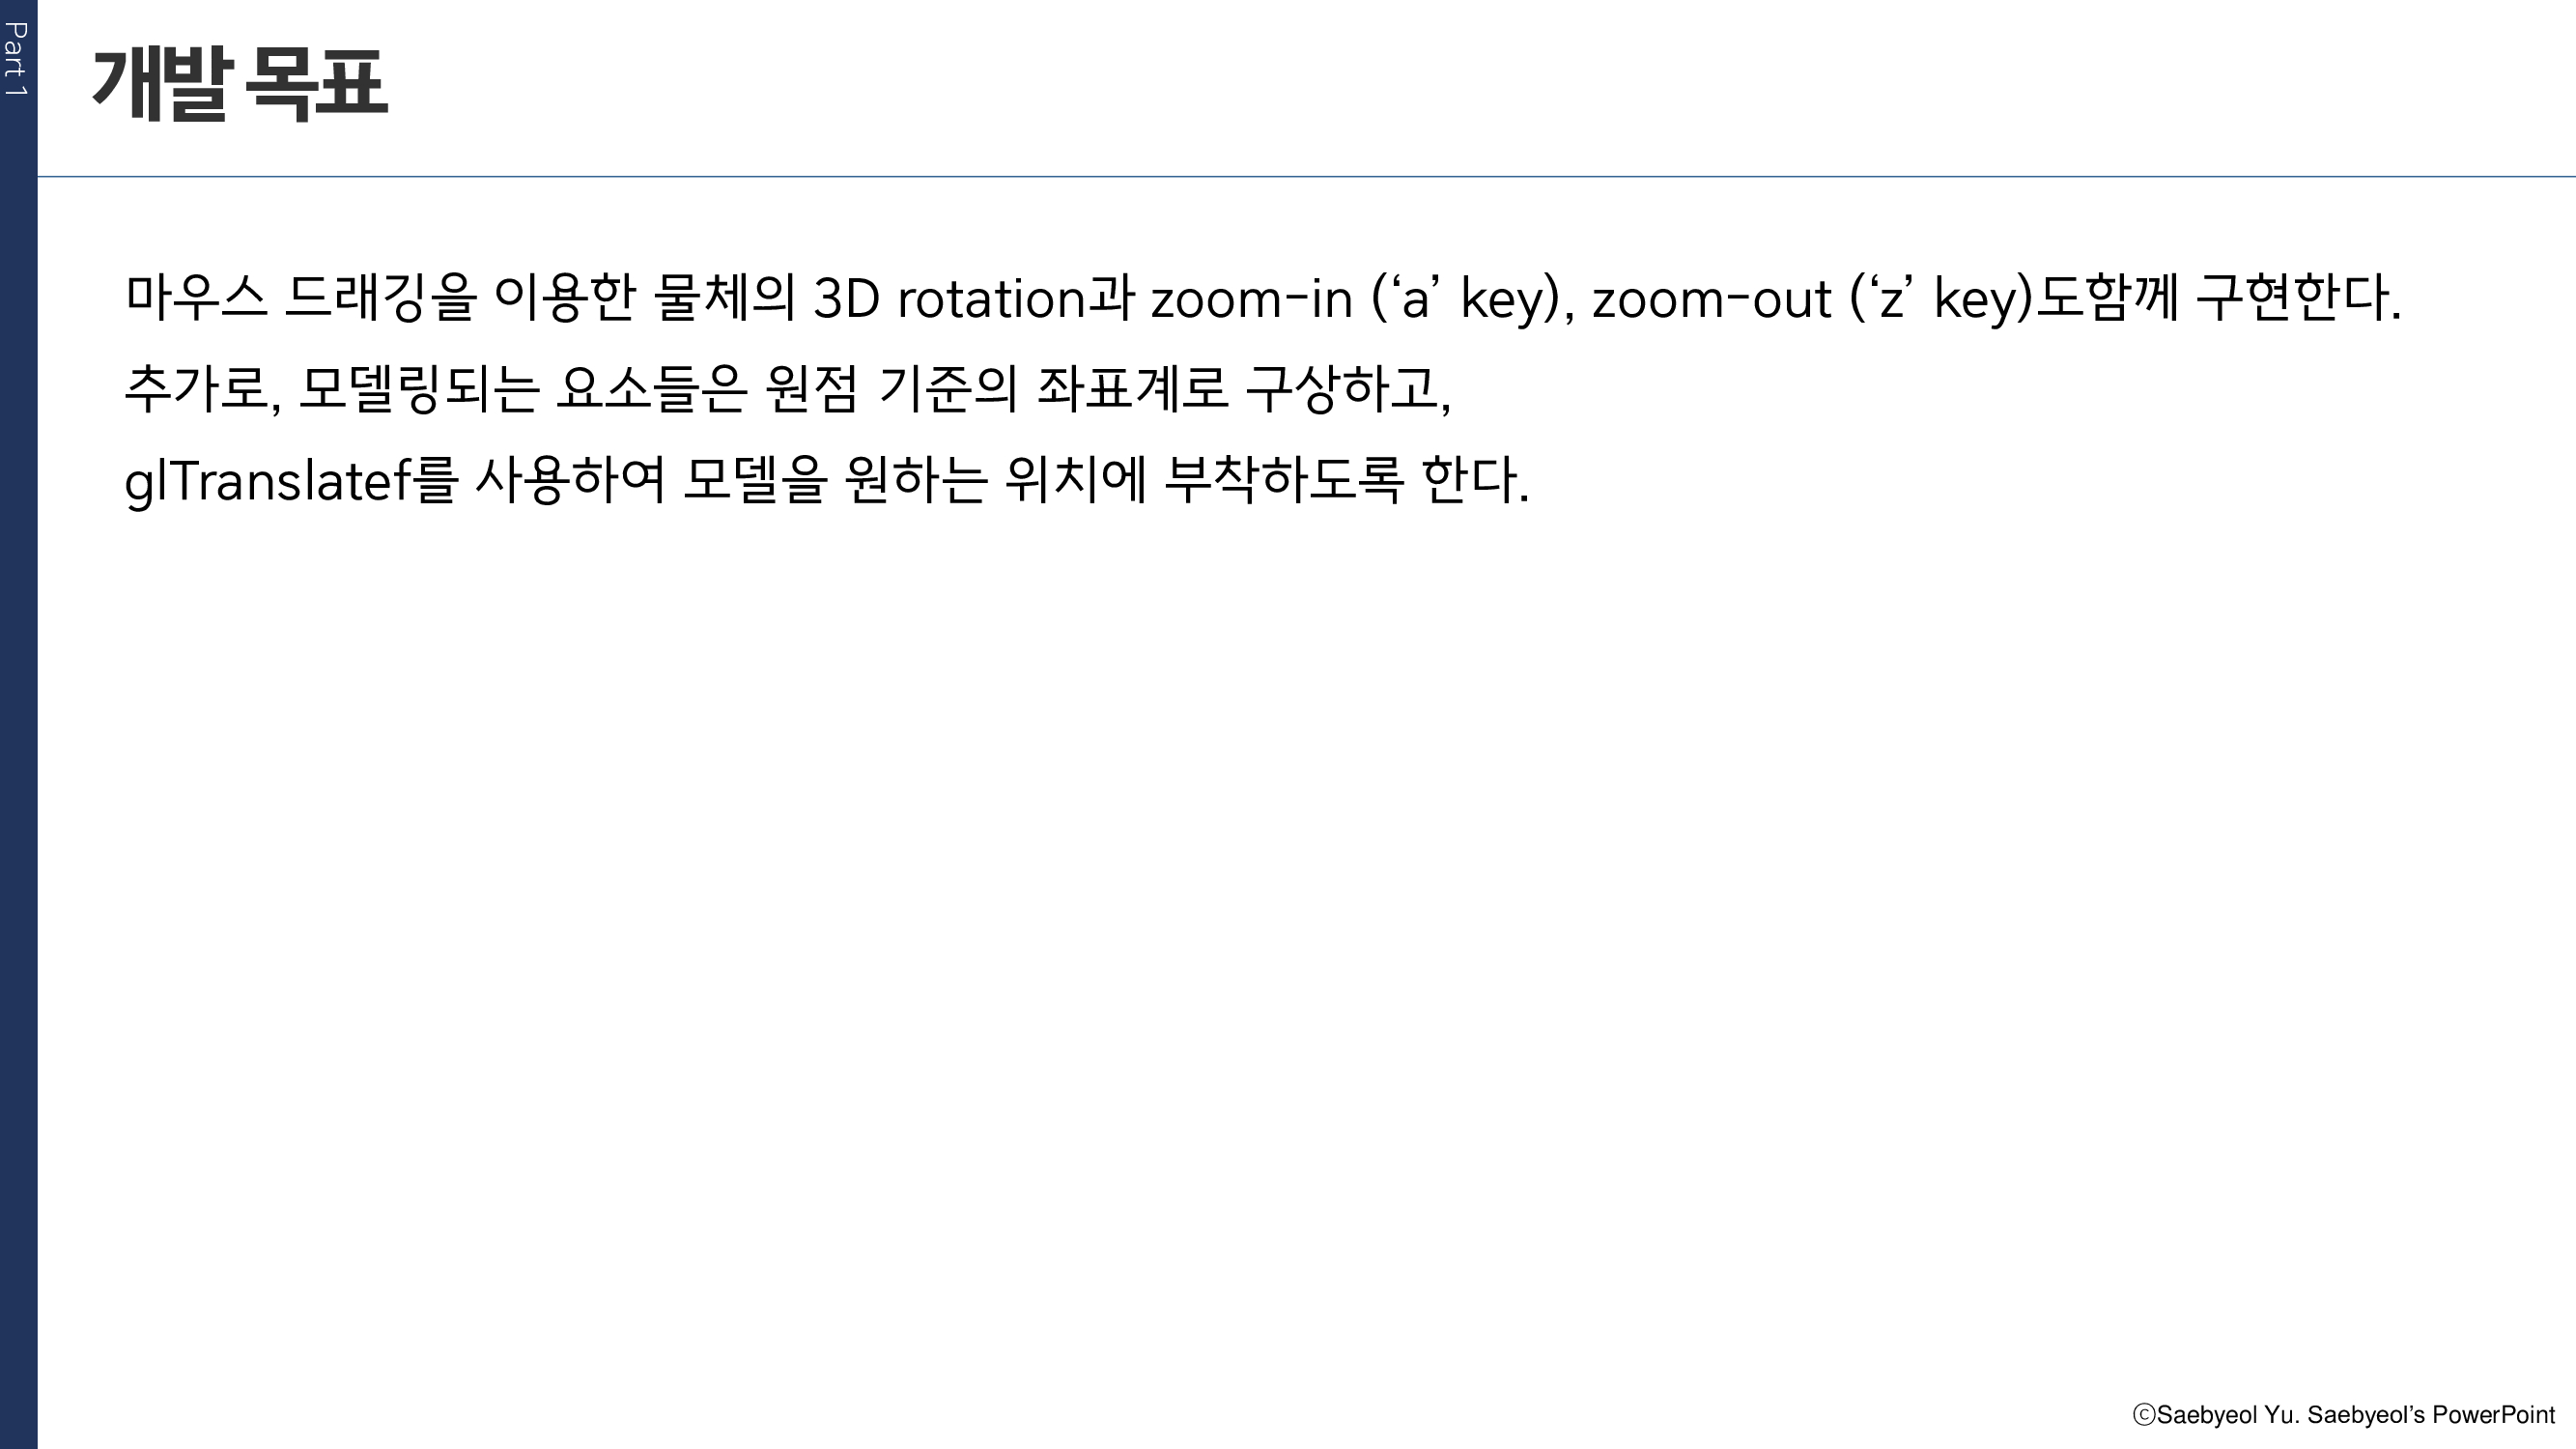 Part 1
개발 목표
마우스 드래깅을 이용한 물체의 3D rotation과 zoom-in (‘a’ key), zoom-out (‘z’ key)도함께 구현한다.
추가로, 모델링되는 요소들은 원점 기준의 좌표계로 구상하고,
glTranslatef를 사용하여 모델을 원하는 위치에 부착하도록 한다.
ⓒSaebyeol Yu. Saebyeol’s PowerPoint